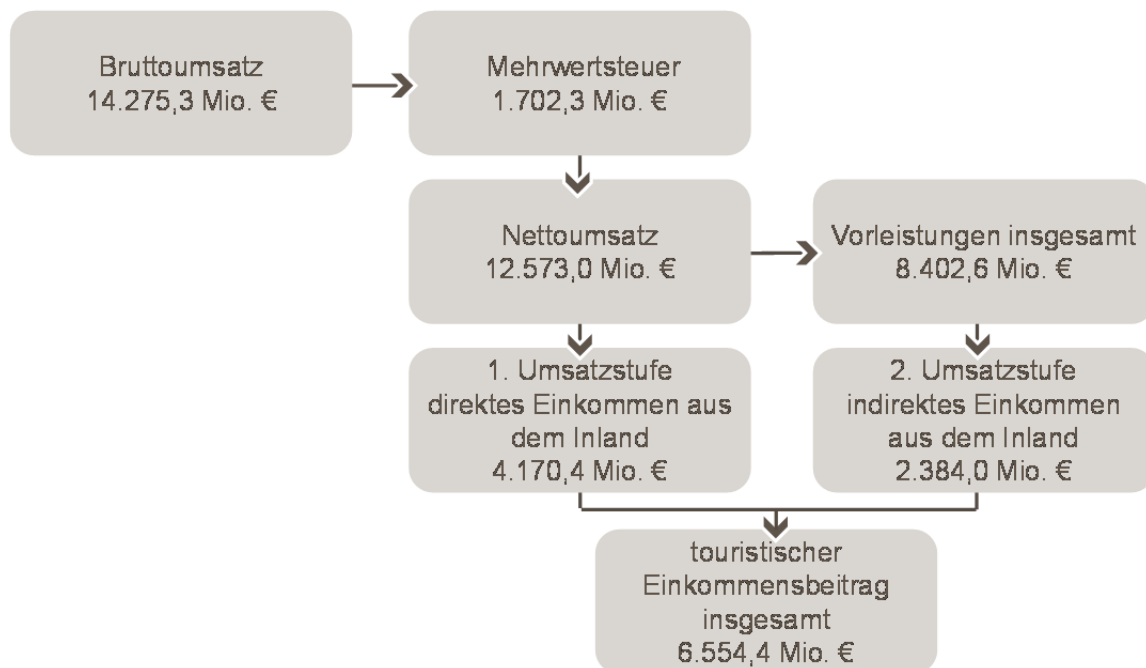 Bruttoumsatz
14.275,3 Mio. €
Mehrwertsteuer
1.702,3 Mio. €
Nettoumsatz
12.573,0 Mio. €
Vorleistungen insgesamt
8.402,6 Mio. €
1. Umsatzstufe
direktes Einkommen aus
dem Inland
4.170,4 Mio. €
2. Umsatzstufe
indirektes Einkommen
aus dem Inland
2.384,0 Mio. €
touristischer
Einkommensbeitrag
insgesamt
6.554,4 Mio. €